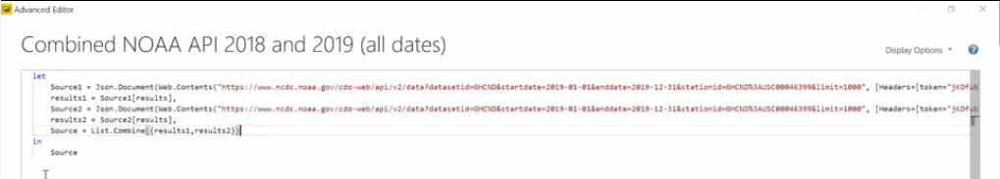 Advanced Editor
Combined NOAA API 2018 and 2019 (all dates)
Display Options
let
Source1 = Json.Document(Web.Contents("https://www.ncdc.noaa.gov/cdo-web/api/v2/data?datasetid=GHCND&startdate=2019-01-01&enddate=2019-12-31&stationid=GHCND%3AUSC00046399&limit=1000", [Headers=[token="jKDfub
results1 = Source1[results],
Source2 = Json.Document(Web.Contents("https://www.ncdc.noaa.gov/cdo-web/api/v2/data?datasetid=GHCND&startdate=2019-01-01&enddate=2019-12-31&stationid=GHCND%3AUSC00046399&limit=1000", [Headers=[token="jKDfub
results2 = Source2[results],
Source = List.Combine({results1,results2})
in
Source